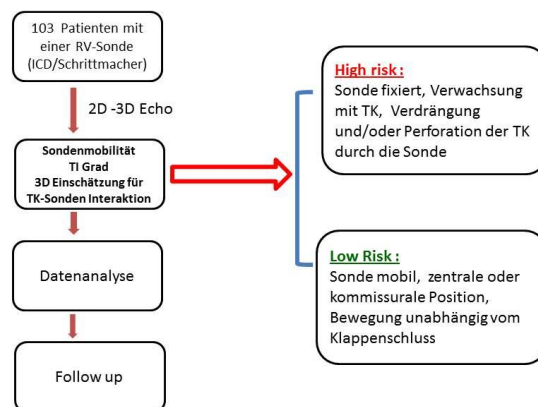 103 Patienten mit
einer RV-Sonde
(ICD/Schrittmacher)
2D -3D Echo
Sondenmobilität
TI Grad
3D Einschätzung für
TK-Sonden Interaktion
Datenanalyse
Follow up
High risk :
Sonde fixiert, Verwachsung
mit TK, Verdrängung
und/oder Perforation der TK
durch die Sonde
Low Risk :
Sonde mobil, zentrale oder
kommissurale Position,
Bewegung unabhängig vom
Klappenschluss